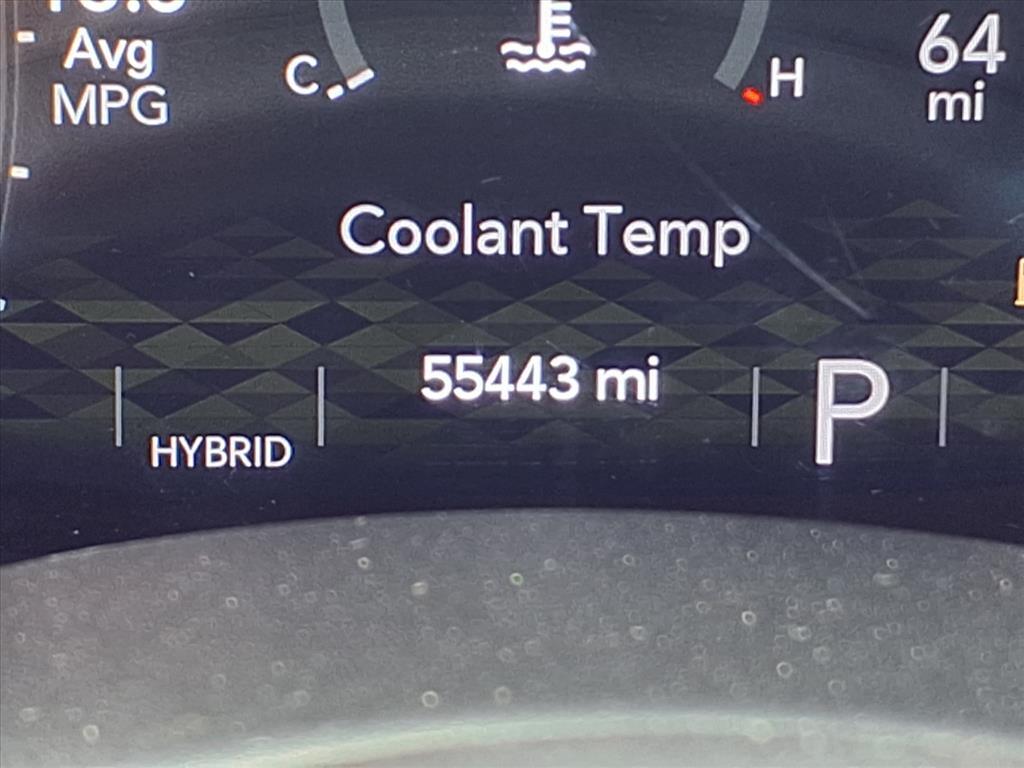 Avg
MPG
C
H
64
mi
Coolant Temp
55443 mi
HYBRID
P